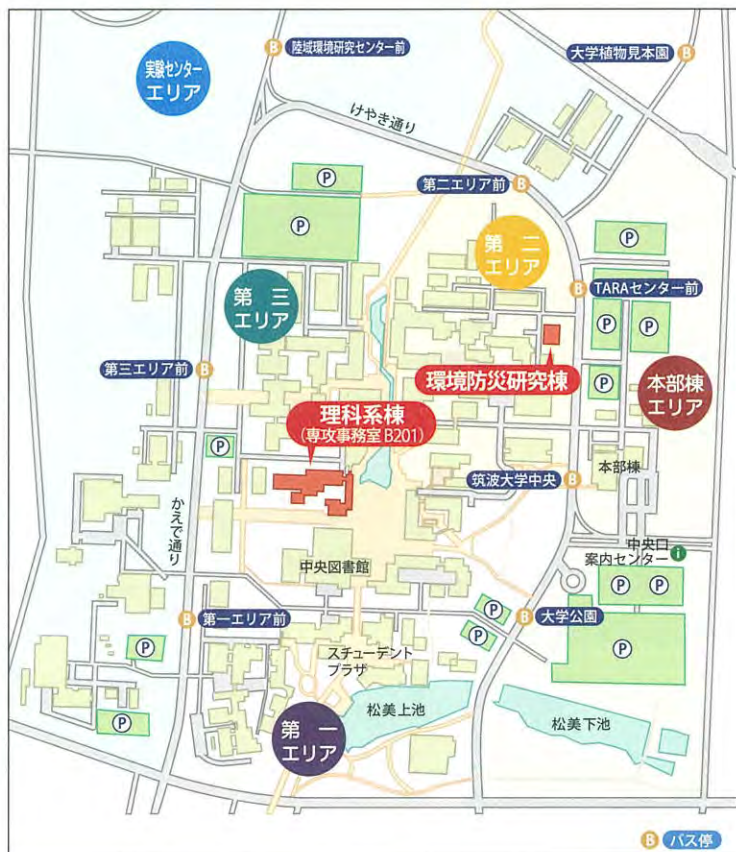 B 陸域環境研究センター前
大学植物見本園 B
実験センター
エリア
けやき通り
P
第二エリア前 B
P
第 二
エリア
P
第 三
エリア
B TARAセンター前
P
P
第三エリア前 B
環境防災研究棟
P
本部棟
エリア
理科系棟
(専攻事務室 B201)
P
本部棟
筑波大学中央 B
かえで通り
中央口
案内センター i
中央図書館
P
P
B 第一エリア前
P
B 大学公園
P
P
P
スチューデント
プラザ
第 一
エリア
松美上池
松美下池
P
B バス停